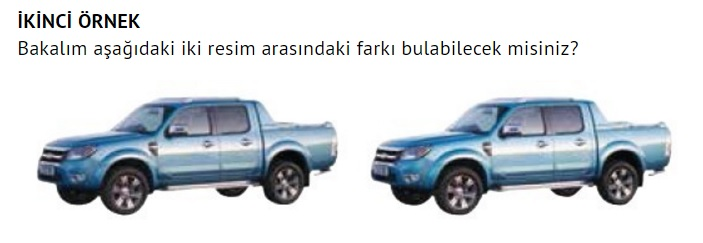 İKİNCİ ÖRNEK
Bakalım aşağıdaki iki resim arasındaki farkı bulabilecek misiniz?